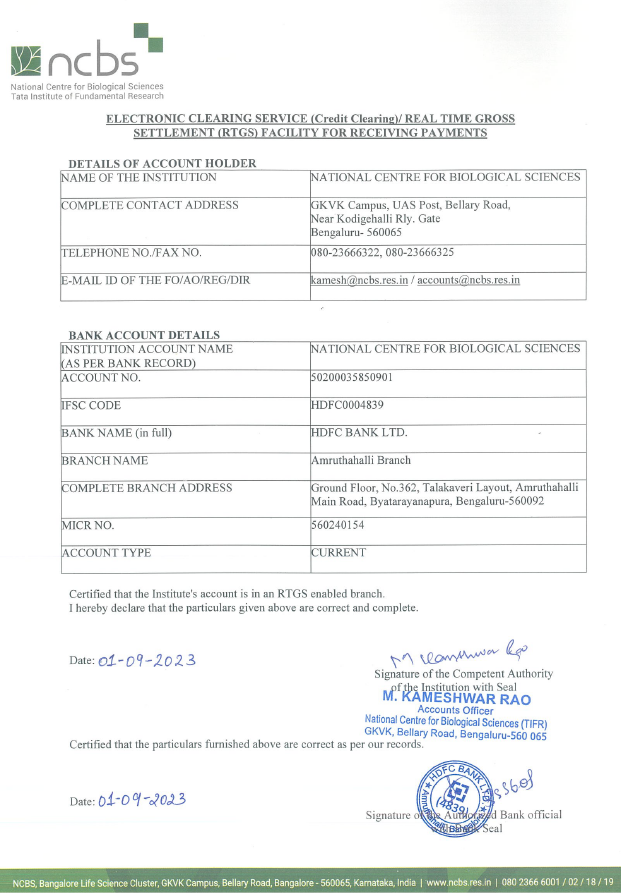 ncbs
National Centre for Biological Sciences
Tata Institute of Fundamental Research
ELECTRONIC CLEARING SERVICE (Credit Clearing)/ REAL TIME GROSS
SETTLEMENT (RTGS) FACILITY FOR RECEIVING PAYMENTS
DETAILS OF ACCOUNT HOLDER
NAME OF THE INSTITUTION NATIONAL CENTRE FOR BIOLOGICAL SCIENCES
COMPLETE CONTACT ADDRESS GKVK Campus, UAS Post, Bellary Road,
Near Kodigehalli Rly. Gate
Bengaluru- 560065
TELEPHONE NO./FAX NO. 080-23666322, 080-23666325
E-MAIL ID OF THE FO/AO/REG/DIR kamesh@ncbs.res.in / accounts@ncbs.res.in
BANK ACCOUNT DETAILS
INSTITUTION ACCOUNT NAME NATIONAL CENTRE FOR BIOLOGICAL SCIENCES
(AS PER BANK RECORD)
ACCOUNT NO. 50200035850901
IFSC CODE HDFC0004839
BANK NAME (in full) HDFC BANK LTD.
BRANCH NAME Amruthahalli Branch
COMPLETE BRANCH ADDRESS Ground Floor, No.362, Talakaveri Layout, Amruthahalli
Main Road, Byatarayanapura, Bengaluru-560092
MICR NO. 560240154
ACCOUNT TYPE CURRENT
Certified that the Institute's account is in an RTGS enabled branch.
I hereby declare that the particulars given above are correct and complete.
Date: 01-09-2023
Signature of the Competent Authority
of the Institution with Seal
M. KAMESHWAR RAO
Accounts Officer
National Centre for Biological Sciences (TIFR)
GKVK, Bellary Road, Bengaluru-560 065
Certified that the particulars furnished above are correct as per our records.
HDFC BANK LTD
(4839)
Date: 01-09-2023
Signature of the Authorized Bank official
Seal
NCBS, Bangalore Life Science Cluster, GKVK Campus, Bellary Road, Bangalore - 560065, Karnataka, India | www.ncbs.res.in | 080 2366 6001 / 02 / 18 / 19